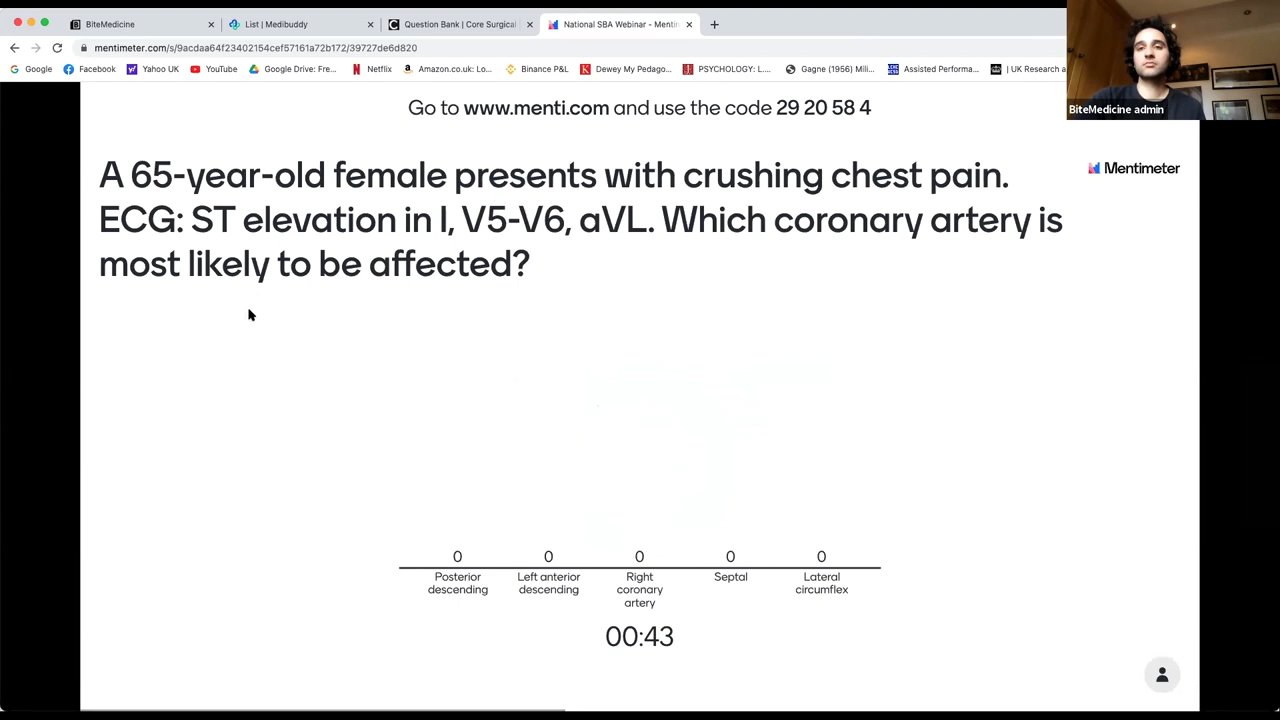 BiteMedicine
List | Medibuddy
Question Bank | Core Surgical
National SBA Webinar - Mentin
mentimeter.com/s/9acdaa64f23402154cef57161a72b172/39727de6d820
Google
Facebook
Yahoo UK
YouTube
Google Drive: Fre...
Netflix
Amazon.co.uk: Lo...
Binance P&L
Dewey My Pedago...
PSYCHOLOGY: L....
Gagne (1956) Mili...
Assisted Performa...
| UK Research a
BiteMedicine admin
Go to www.menti.com and use the code 29 20 58 4
Mentimeter
A 65-year-old female presents with crushing chest pain.
ECG: ST elevation in I, V5-V6, aVL. Which coronary artery is
most likely to be affected?
0 0 0 0 0
Posterior descending
Left anterior descending
Right coronary artery
Septal
Lateral circumflex
00:43